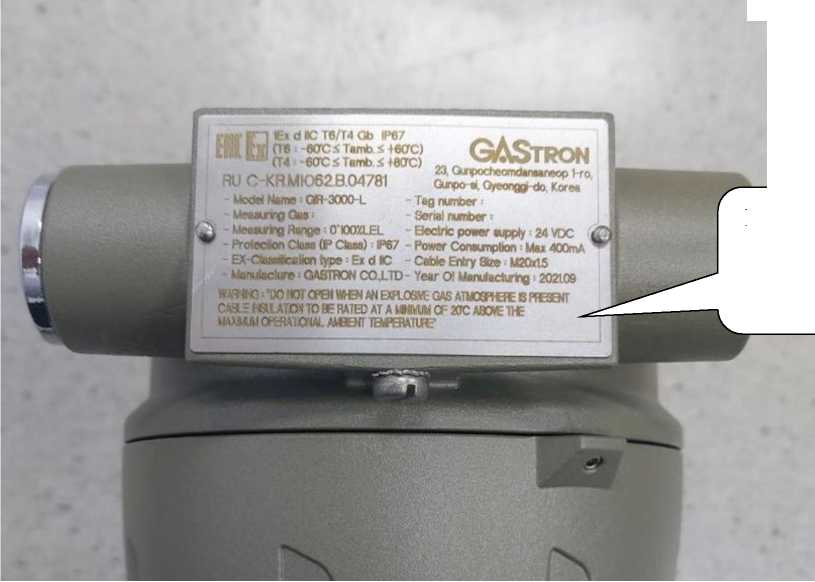 EAC Ex 1Ex d IIC T6/T4 Gb IP67
(T6 : -60℃ ≤ Tamb. ≤ +60℃)
(T4 : -60℃ ≤ Tamb. ≤ +80℃)
RU C-KR.МЮ62.В.04781
GASTRON
23, Gunpocheomdansaneop 1-ro,
Gunpo-si, Gyeonggi-do, Korea
- Model Name : GIR-3000-L
- Measuring Gas :
- Measuring Range : 0~100%LEL
- Protection Class (IP Class) : IP67
- EX-Classification type : Ex d IIC
- Manufacture : GASTRON CO.,LTD
- Tag number :
- Serial number :
- Electric power supply : 24 VDC
- Power Consumption : Max 400mA
- Cable Entry Size : M20x1.5
- Year Of Manufacturing : 2021.09
WARNING : "DO NOT OPEN WHEN AN EXPLOSIVE GAS ATMOSPHERE IS PRESENT
CABLE INSULATION TO BE RATED AT A MINIMUM OF 20℃ ABOVE THE
MAXIMUM OPERATIONAL AMBIENT TEMPERATURE"